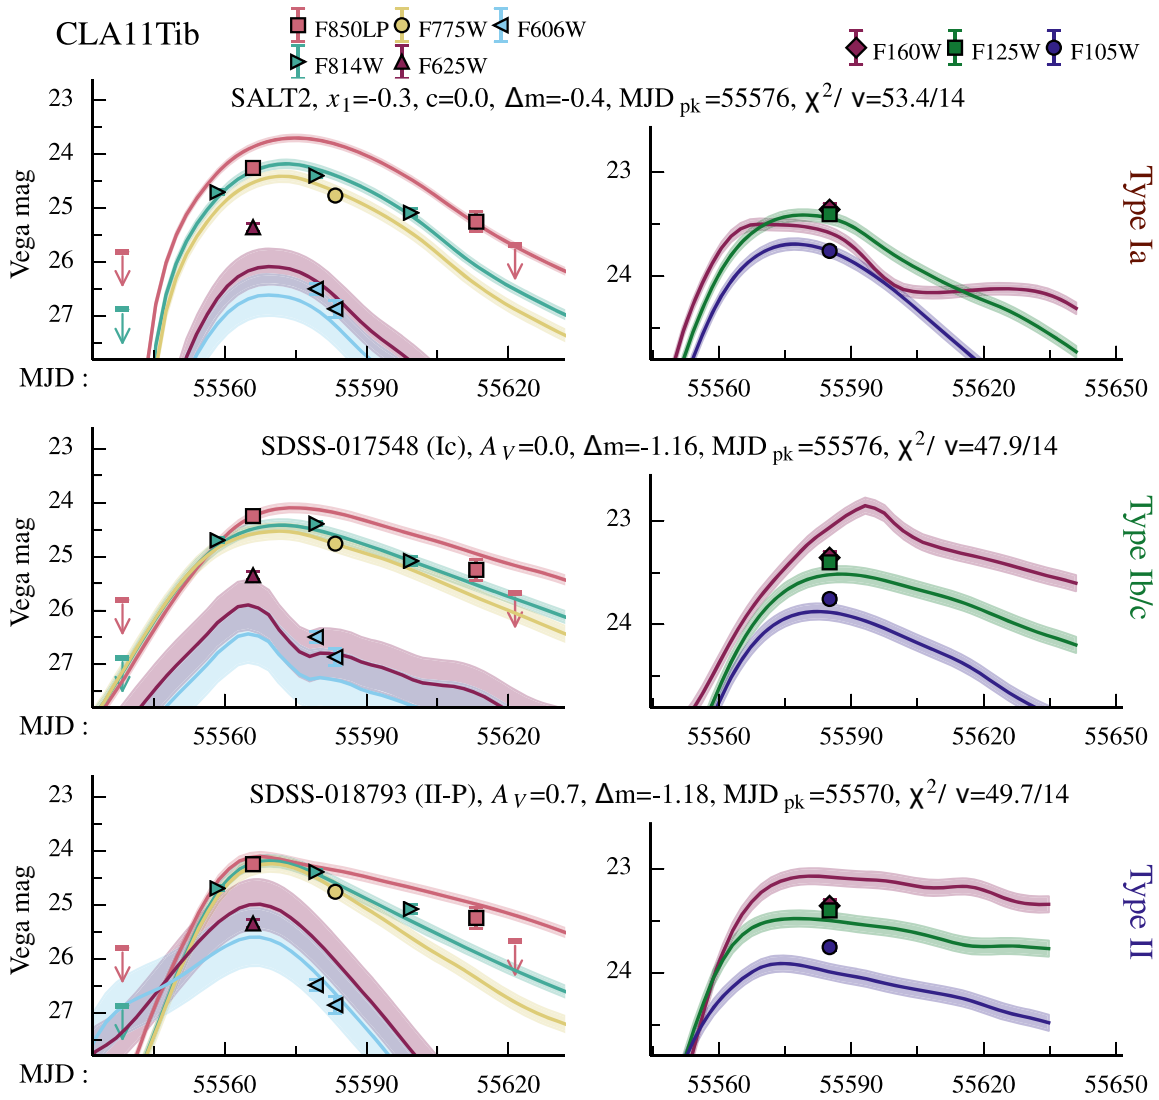 CLA11Tib
F850LP F775W F606W
F814W F625W
F160W F125W F105W
SALT2, x1=-0.3, c=0.0, Δm=-0.4, MJD pk=55576, χ²/ν=53.4/14
Vega mag
23
24
25
26
27
23
24
Type Ia
MJD :
55560 55590 55620
55560 55590 55620 55650
SDSS-017548 (Ic), AV=0.0, Δm=-1.16, MJD pk=55576, χ²/ν=47.9/14
Vega mag
23
24
25
26
27
23
24
Type Ib/c
MJD :
55560 55590 55620
55560 55590 55620 55650
SDSS-018793 (II-P), AV=0.7, Δm=-1.18, MJD pk=55570, χ²/ν=49.7/14
Vega mag
23
24
25
26
27
23
24
Type II
MJD :
55560 55590 55620
55560 55590 55620 55650